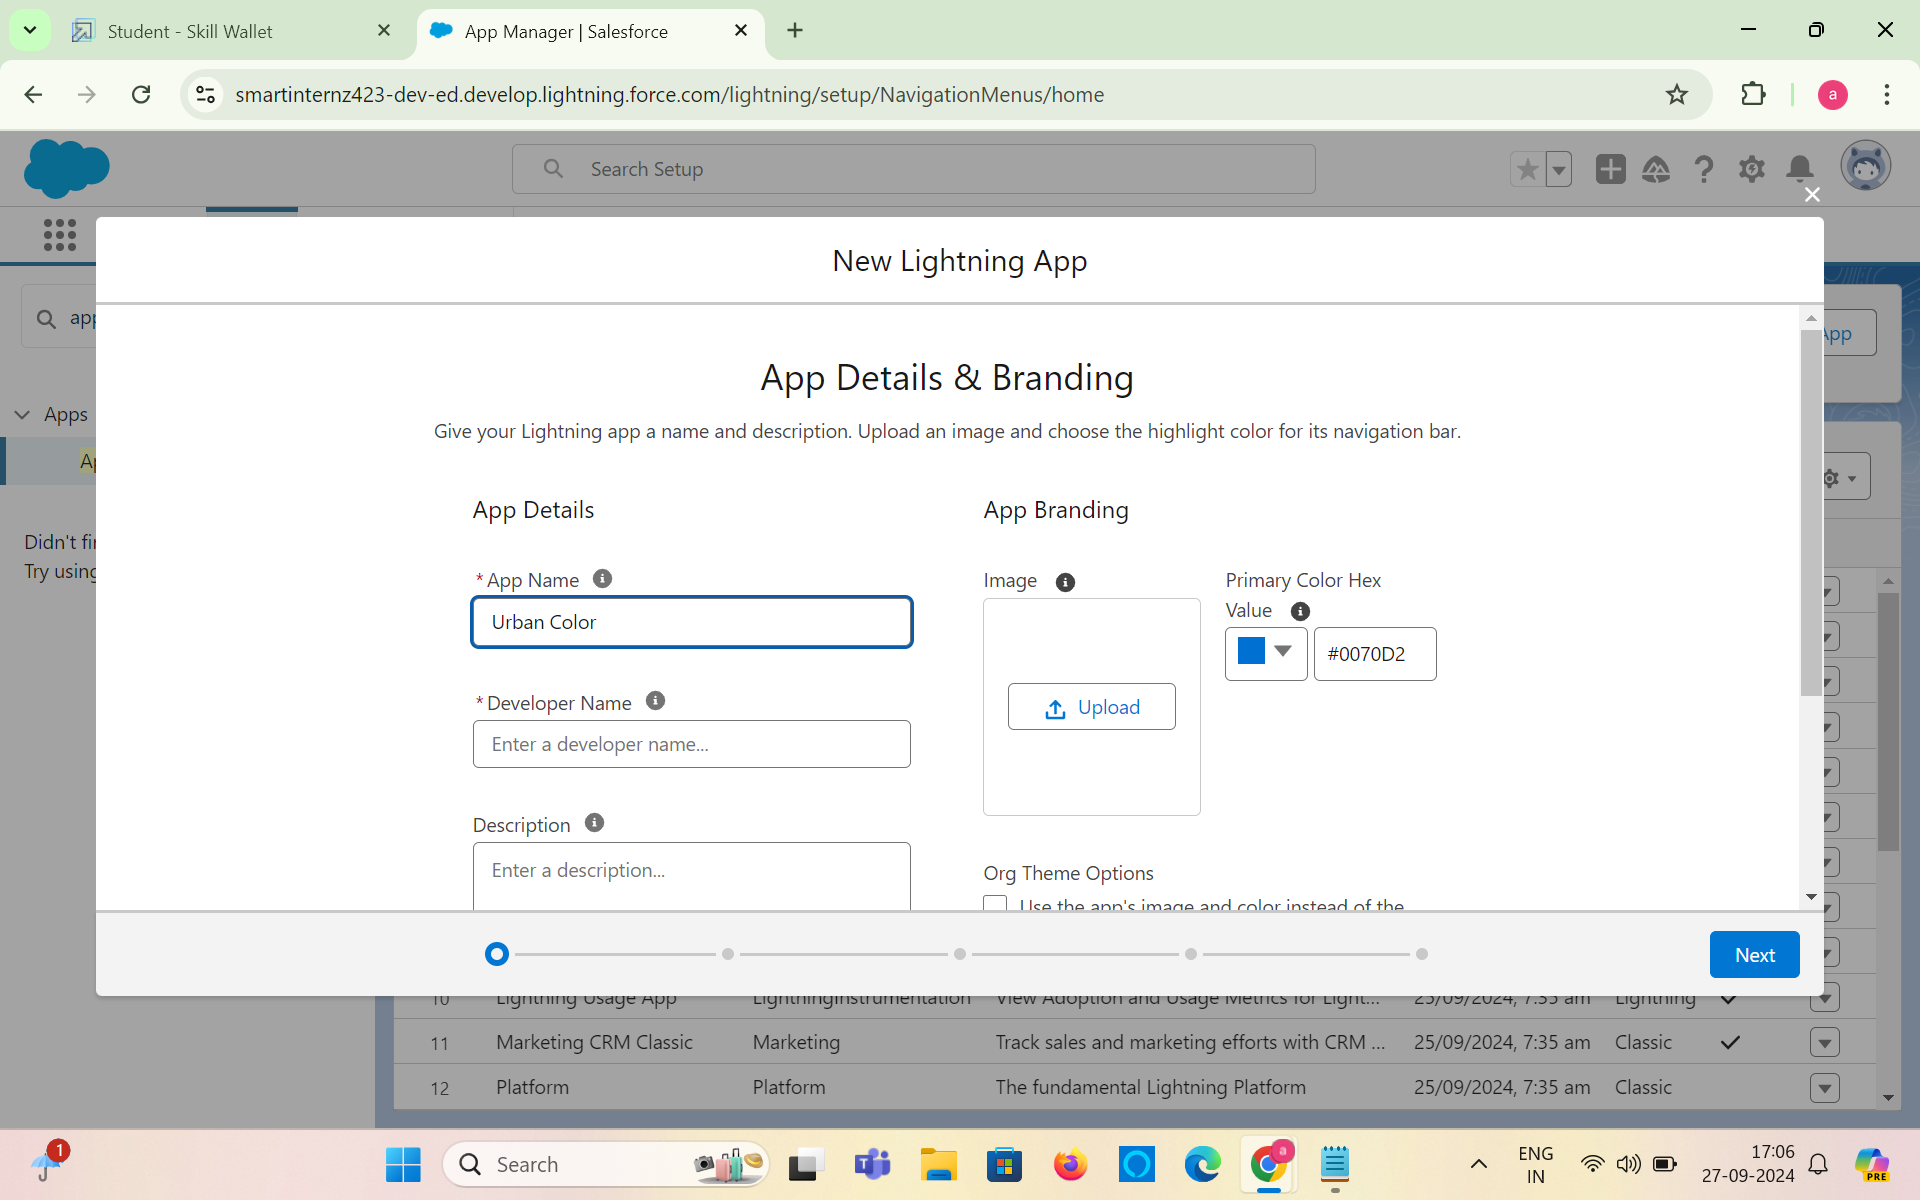 Student - Skill Wallet
App Manager | Salesforce
smartinternz423-dev-ed.develop.lightning.force.com/lightning/setup/NavigationMenus/home
a
Search Setup
New Lightning App
app
App
App Details & Branding
Give your Lightning app a name and description. Upload an image and choose the highlight color for its navigation bar.
Apps
App Details
App Branding
Didn't
Try using
*App Name
Image
Primary Color Hex
Value
Urban Color
#0070D2
*Developer Name
Upload
Enter a developer name...
Description
Enter a description...
Org Theme Options
Use the app's image and color instead of the
Next
10 Lightning Usage App LightningInstrumentation View Adoption and Usage Metrics for Light... 25/09/2024, 7:35 am Lightning
11 Marketing CRM Classic Marketing Track sales and marketing efforts with CRM ... 25/09/2024, 7:35 am Classic
12 Platform Platform The fundamental Lightning Platform 25/09/2024, 7:35 am Classic
1
Search
a
ENG
IN
17:06
27-09-2024
PRE